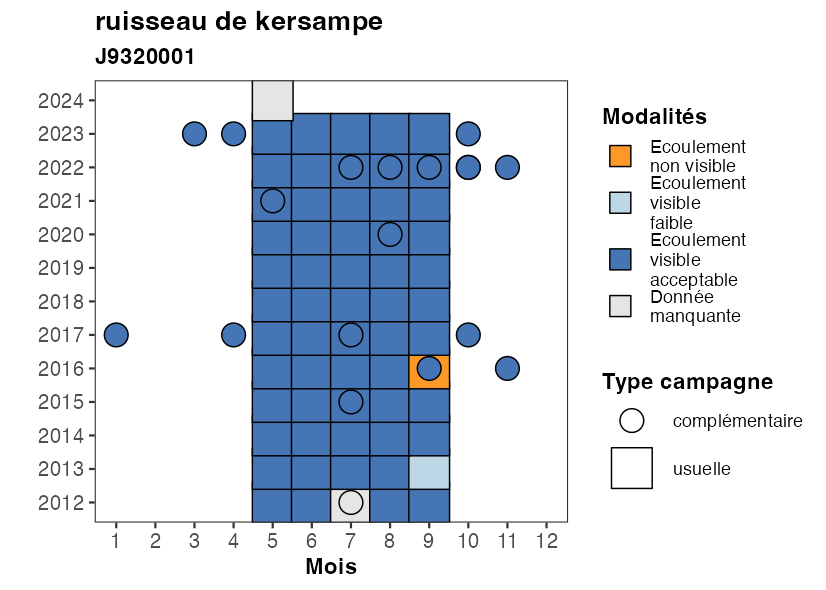 ruisseau de kersampe
J9320001
2024
2023
2022
2021
2020
2019
2018
2017
2016
2015
2014
2013
2012
1 2 3 4 5 6 7 8 9 10 11 12
Mois
Modalités
Ecoulement
non visible
Ecoulement
visible
faible
Ecoulement
visible
acceptable
Donnée
manquante
Type campagne
complémentaire
usuelle